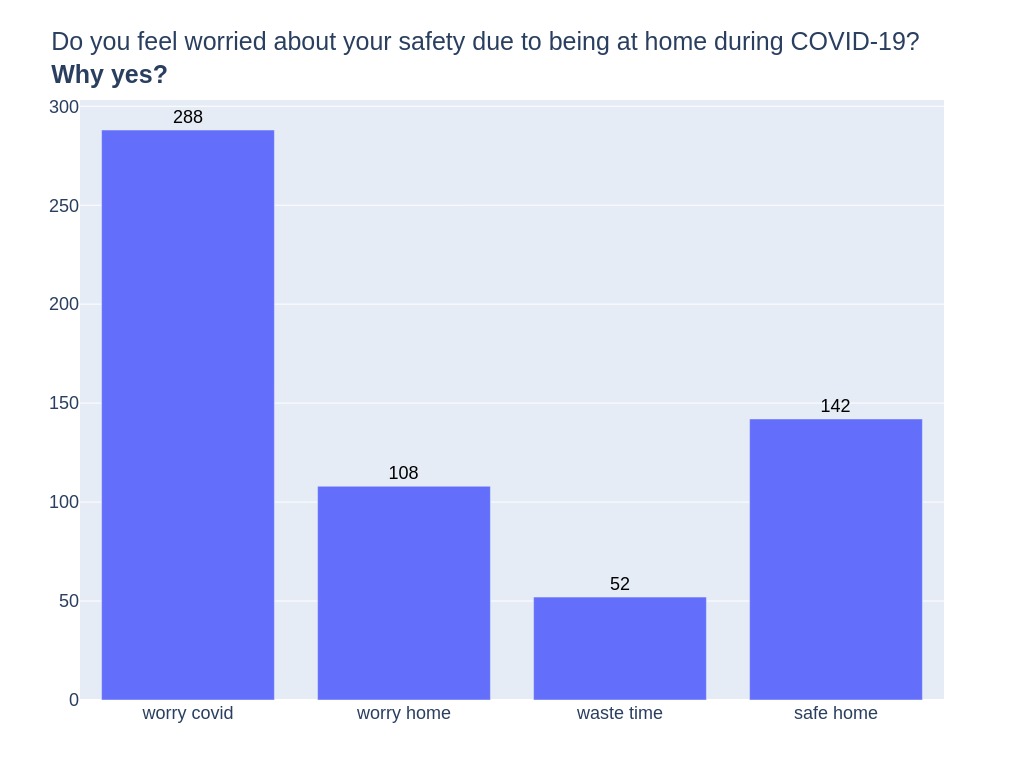 Do you feel worried about your safety due to being at home during COVID-19?
Why yes?
300
250
200
150
100
50
0
288
108
52
142
worry covid
worry home
waste time
safe home